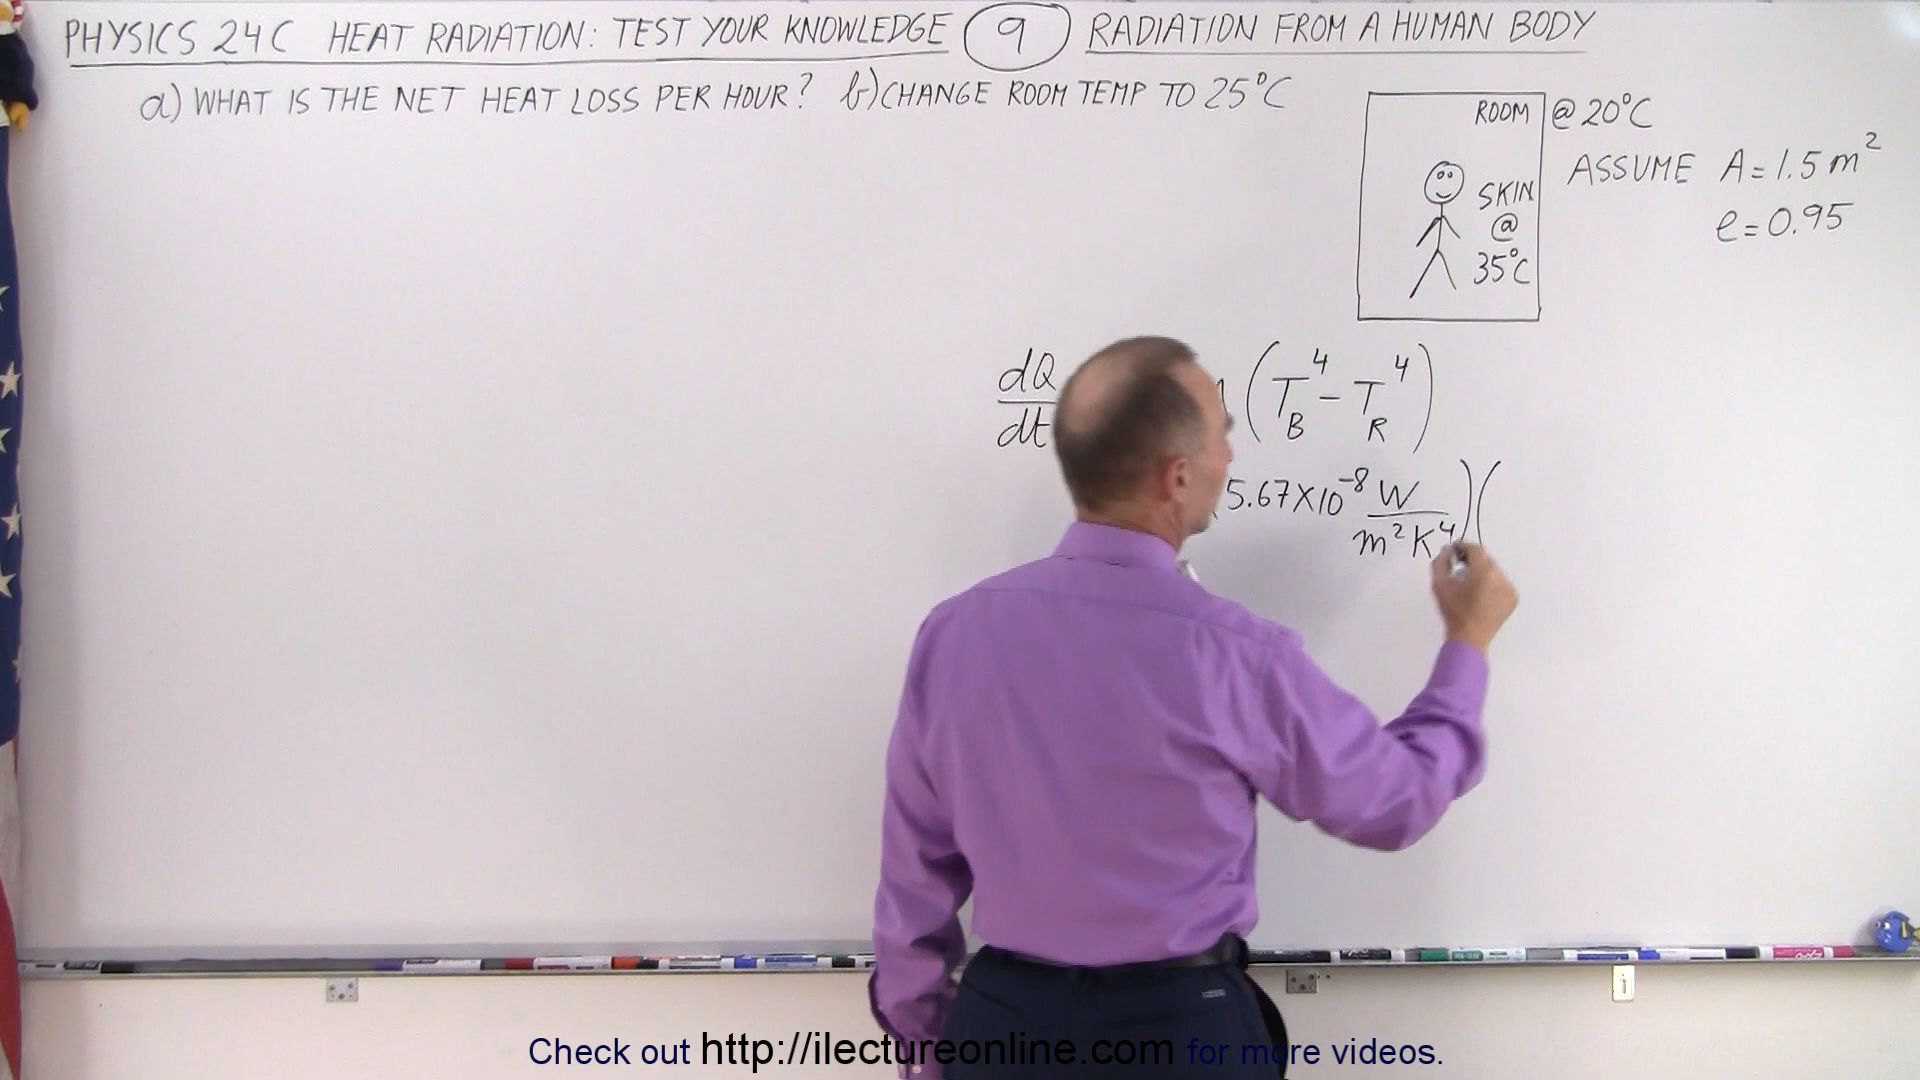 PHYSICS 24C HEAT RADIATION: TEST YOUR KNOWLEDGE 9 RADIATION FROM A HUMAN BODY
a) WHAT IS THE NET HEAT LOSS PER HOUR? b) CHANGE ROOM TEMP TO 25°C
ROOM @ 20°C
ASSUME A = 1.5 m²
e = 0.95
SKIN
@
35°C
dQ
dt
(T_B⁴ - T_R⁴)
5.67×10⁻⁸ W
m²K⁴
)(
Check out http://ilectureonline.com for more videos.